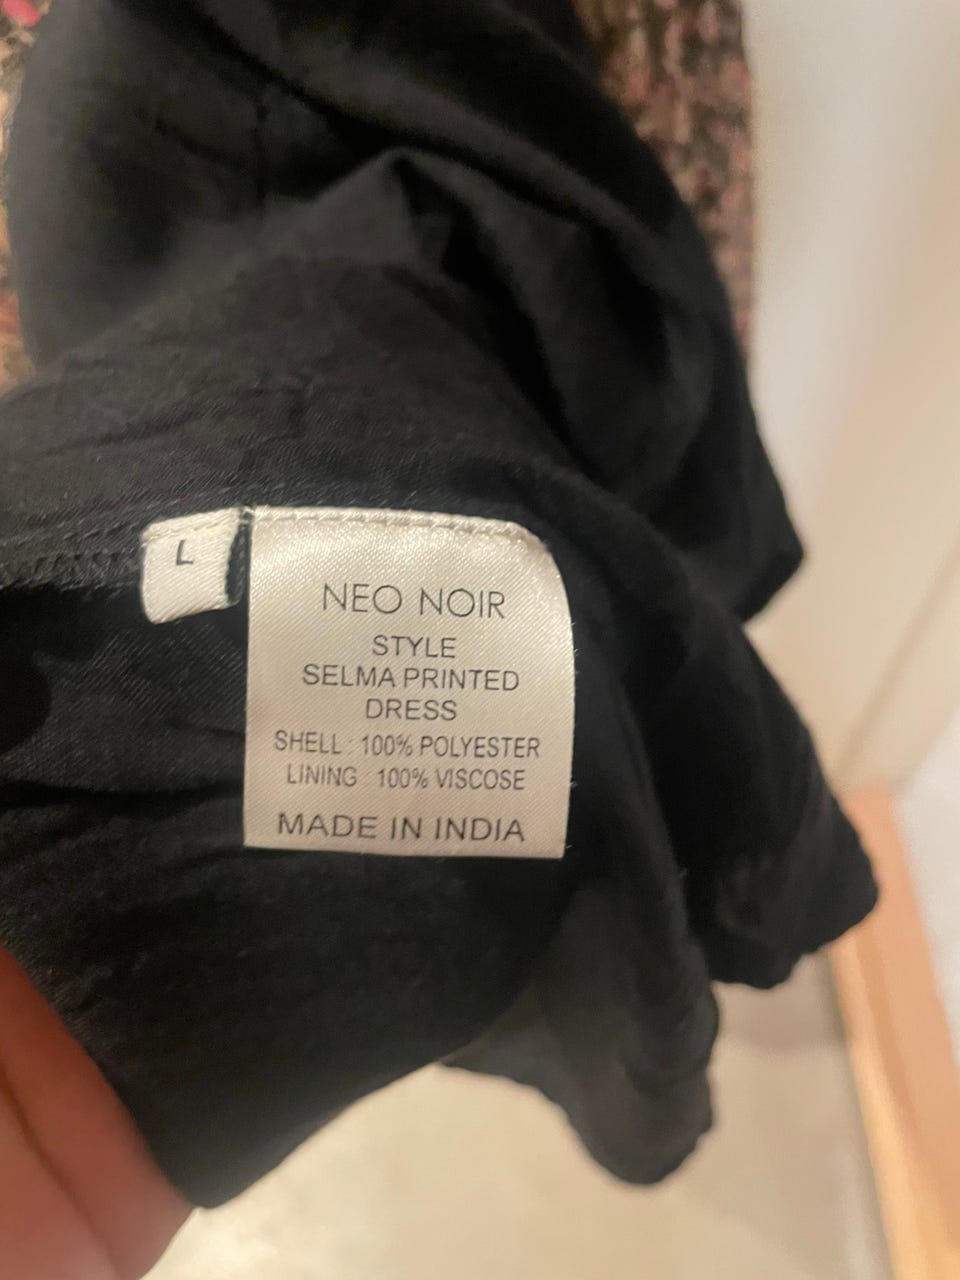 L
NEO NOIR
STYLE
SELMA PRINTED
DRESS
SHELL : 100% POLYESTER
LINING : 100% VISCOSE
MADE IN INDIA